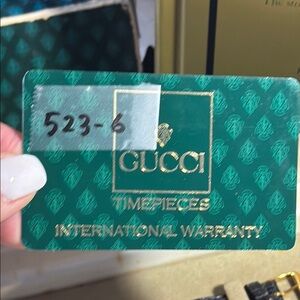 523-6
GUCCI
TIMEPIECES
INTERNATIONAL WARRANTY